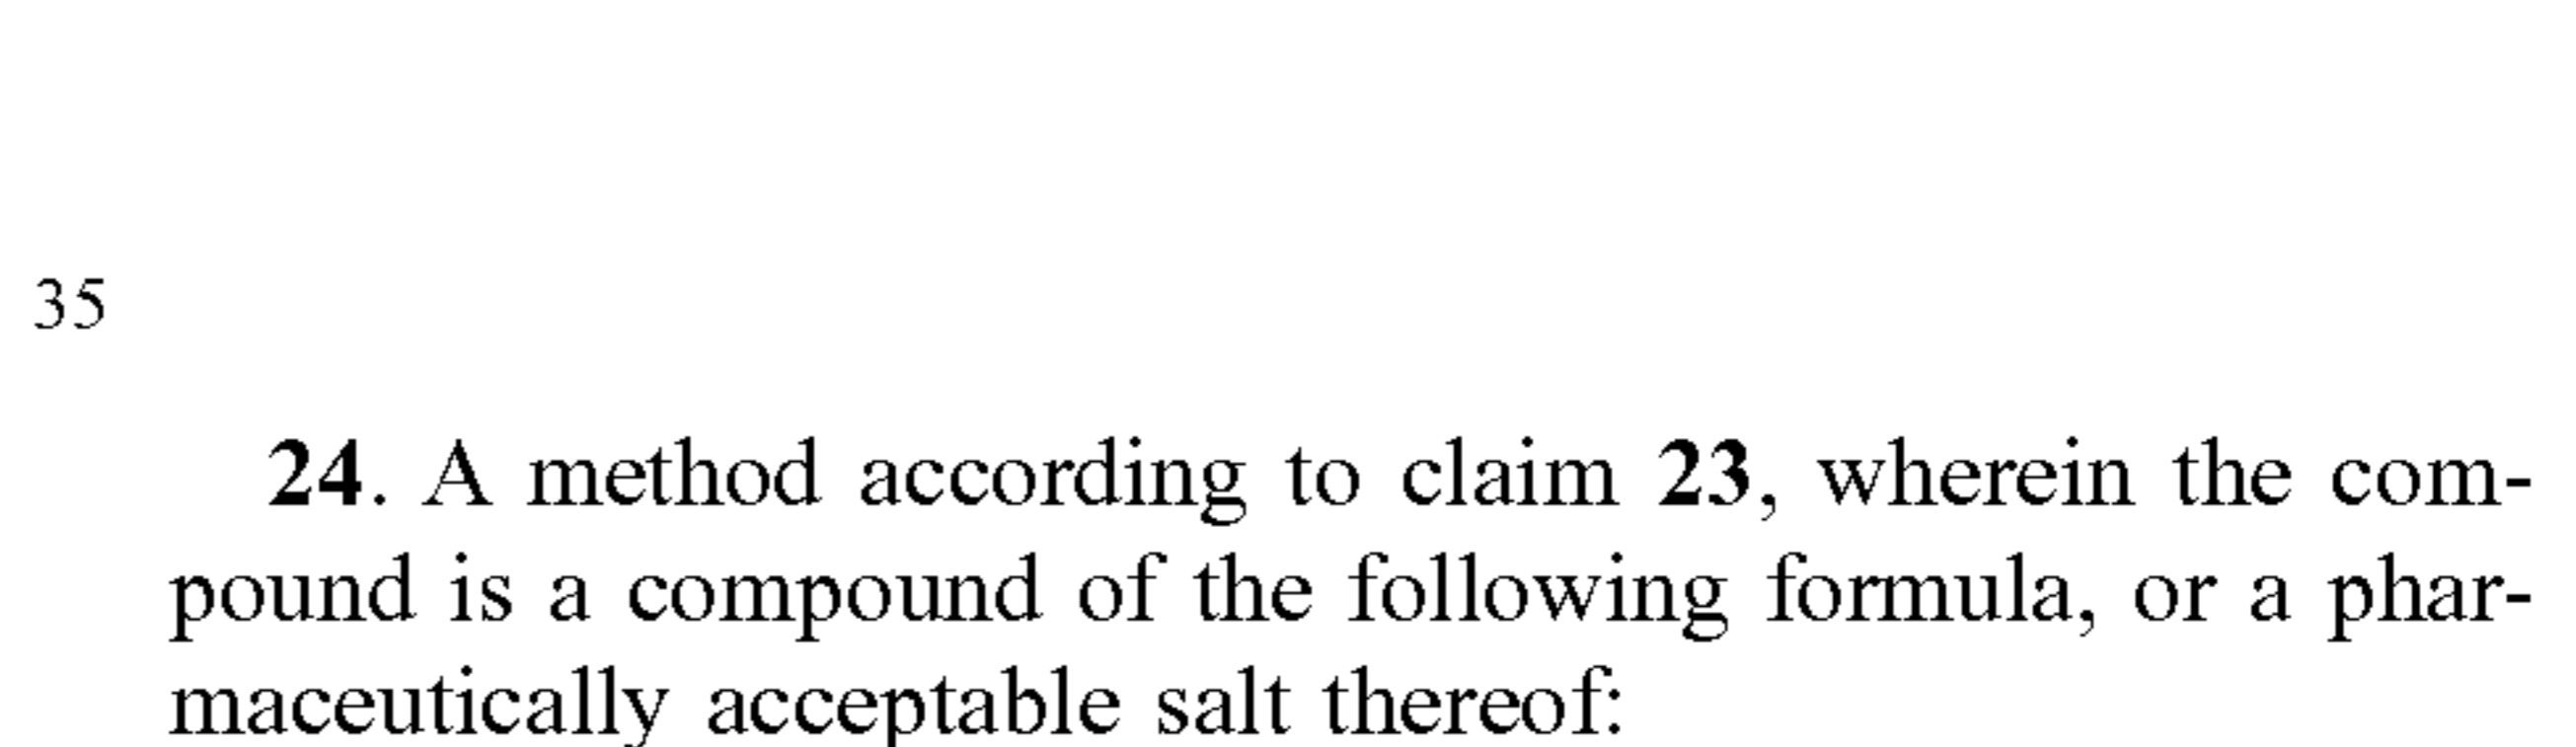 35
24. A method according to claim 23, wherein the com-
pound is a compound of the following formula, or a phar-
maceutically acceptable salt thereof: